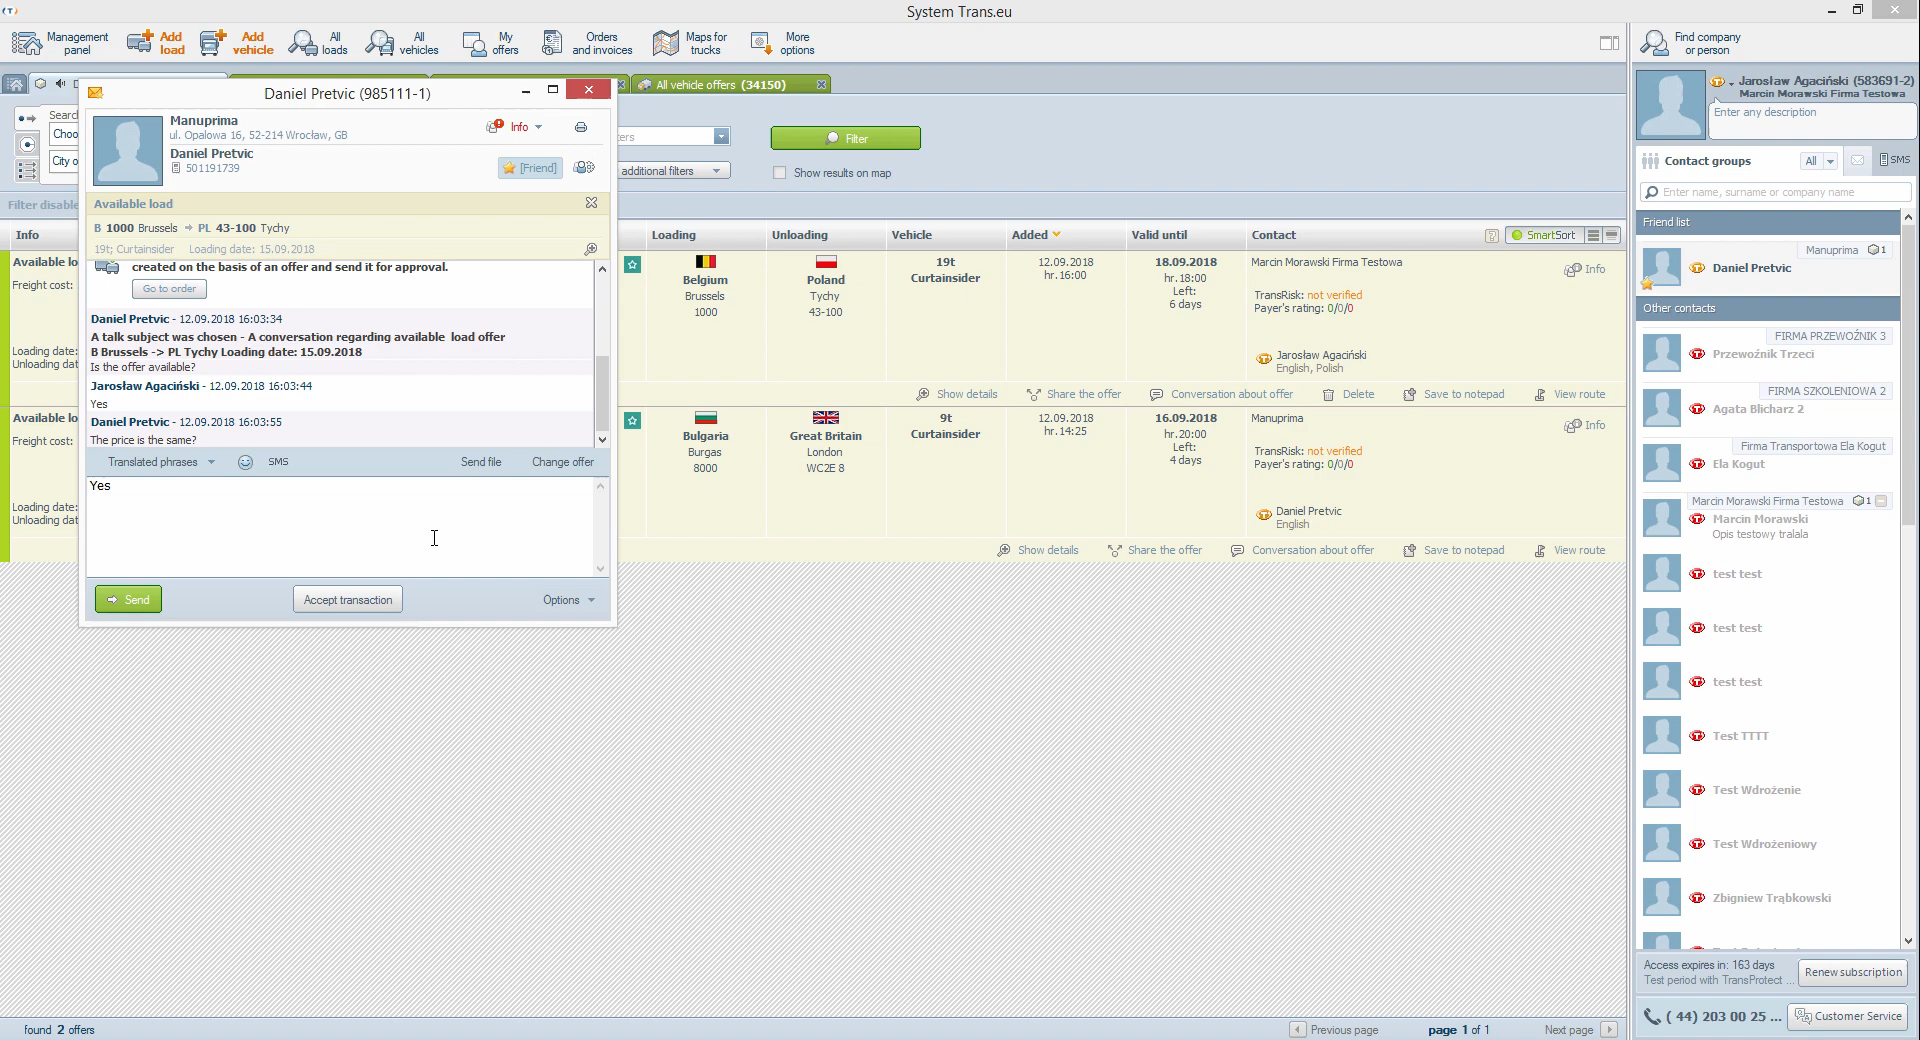 System Trans.eu
Management
panel
Add
load
Add
vehicle
All
loads
All
vehicles
My
offers
Orders
and invoices
Maps for
trucks
More
options
Find company
or person
All vehicle offers (34150)
Jarosław Agaciński (583691-2)
Marcin Morawski Firma Testowa
Enter any description
Contact groups
All
SMS
Enter name, surname or company name
Friend list
Manuprima 1
Daniel Pretvic
Other contacts
FIRMA PRZEWOŹNIK 3
Przewoźnik Trzeci
FIRMA SZKOLENIOWA 2
Agata Blicharz 2
Firma Transportowa Ela Kogut
Ela Kogut
Marcin Morawski Firma Testowa 1
Marcin Morawski
Opis testowy tralala
test test
test test
test test
Test TTTT
Test Wdrożenie
Test Wdrożeniowy
Zbigniew Trąbkowski
Access expires in: 163 days
Test period with TransProtect ...
Renew subscription
( 44) 203 00 25 ...
Customer Service
Daniel Pretvic (985111-1)
Manuprima
ul. Opalowa 16, 52-214 Wrocław, GB
Info
Daniel Pretvic
501191739
[Friend]
Available load
B 1000 Brussels PL 43-100 Tychy
19t; Curtainsider Loading date: 15.09.2018
created on the basis of an offer and send it for approval.
Go to order
Daniel Pretvic - 12.09.2018 16:03:34
A talk subject was chosen - A conversation regarding available load offer
B Brussels -> PL Tychy Loading date: 15.09.2018
Is the offer available?
Jarosław Agaciński - 12.09.2018 16:03:44
Yes
Daniel Pretvic - 12.09.2018 16:03:55
The price is the same?
Translated phrases
SMS
Send file
Change offer
Yes
Send
Accept transaction
Options
Filter
additional filters
Show results on map
Info
Loading
Unloading
Vehicle
Added
Valid until
Contact
SmartSort
Freight cost:
Belgium
Brussels
1000
Poland
Tychy
43-100
19t
Curtainsider
12.09.2018
hr.16:00
18.09.2018
hr.18:00
Left:
6 days
Marcin Morawski Firma Testowa
TransRisk: not verified
Payer's rating: 0/0/0
Jarosław Agaciński
English, Polish
Info
Loading date:
Show details
Share the offer
Conversation about offer
Delete
Save to notepad
View route
Freight cost:
Bulgaria
Burgas
8000
Great Britain
London
WC2E 8
9t
Curtainsider
12.09.2018
hr.14:25
16.09.2018
hr.20:00
Left:
4 days
Manuprima
TransRisk: not verified
Payer's rating: 0/0/0
Daniel Pretvic
English
Info
Loading date:
Show details
Share the offer
Conversation about offer
Save to notepad
View route
found 2 offers
Previous page
page 1 of 1
Next page